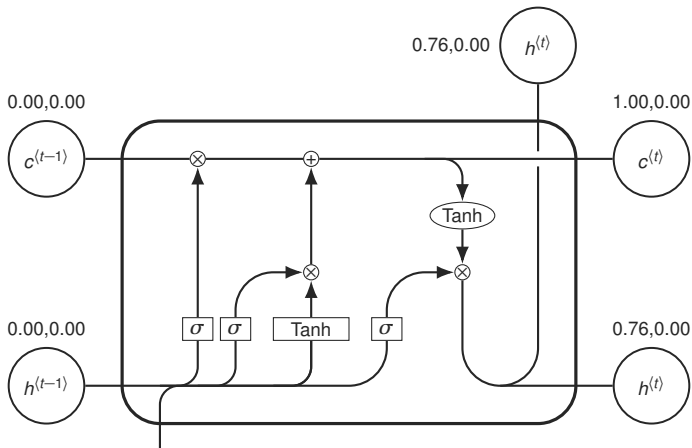 0.76,0.00
h⟨t⟩
0.00,0.00
1.00,0.00
c⟨t−1⟩
×
+
c⟨t⟩
Tanh
×
×
0.00,0.00
σ
σ
Tanh
σ
0.76,0.00
h⟨t−1⟩
h⟨t⟩